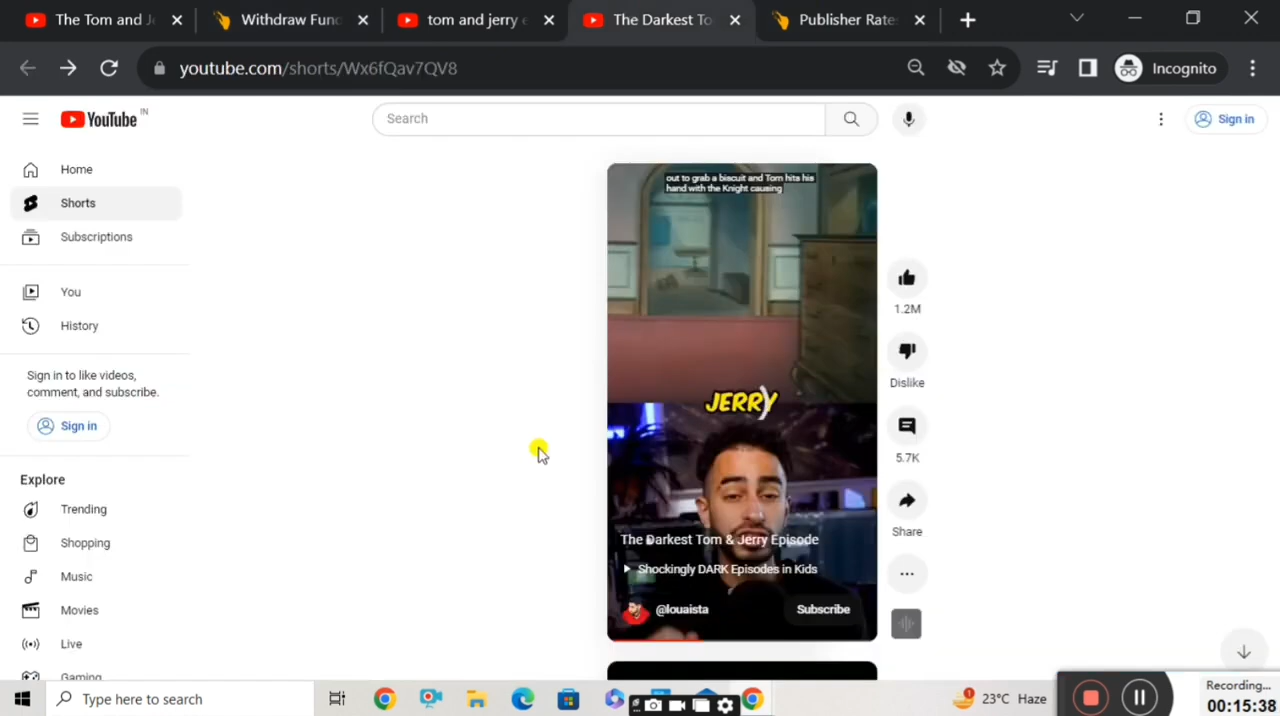 The Tom and J
Withdraw Fund
tom and jerry e
The Darkest To
Publisher Rate
youtube.com/shorts/Wx6fQav7QV8
Incognito
YouTube IN
Search
Sign in
Home
Shorts
Subscriptions
You
History
Sign in to like videos,
comment, and subscribe.
Sign in
Explore
Trending
Shopping
Music
Movies
Live
Gaming
out to grab a biscuit and Tom hits his
hand with the Knight causing
JERRY
The Darkest Tom & Jerry Episode
Shockingly DARK Episodes in Kids
@louaista
Subscribe
1.2M
Dislike
5.7K
Share
Type here to search
1
23°C Haze
Recording...
00:15:38